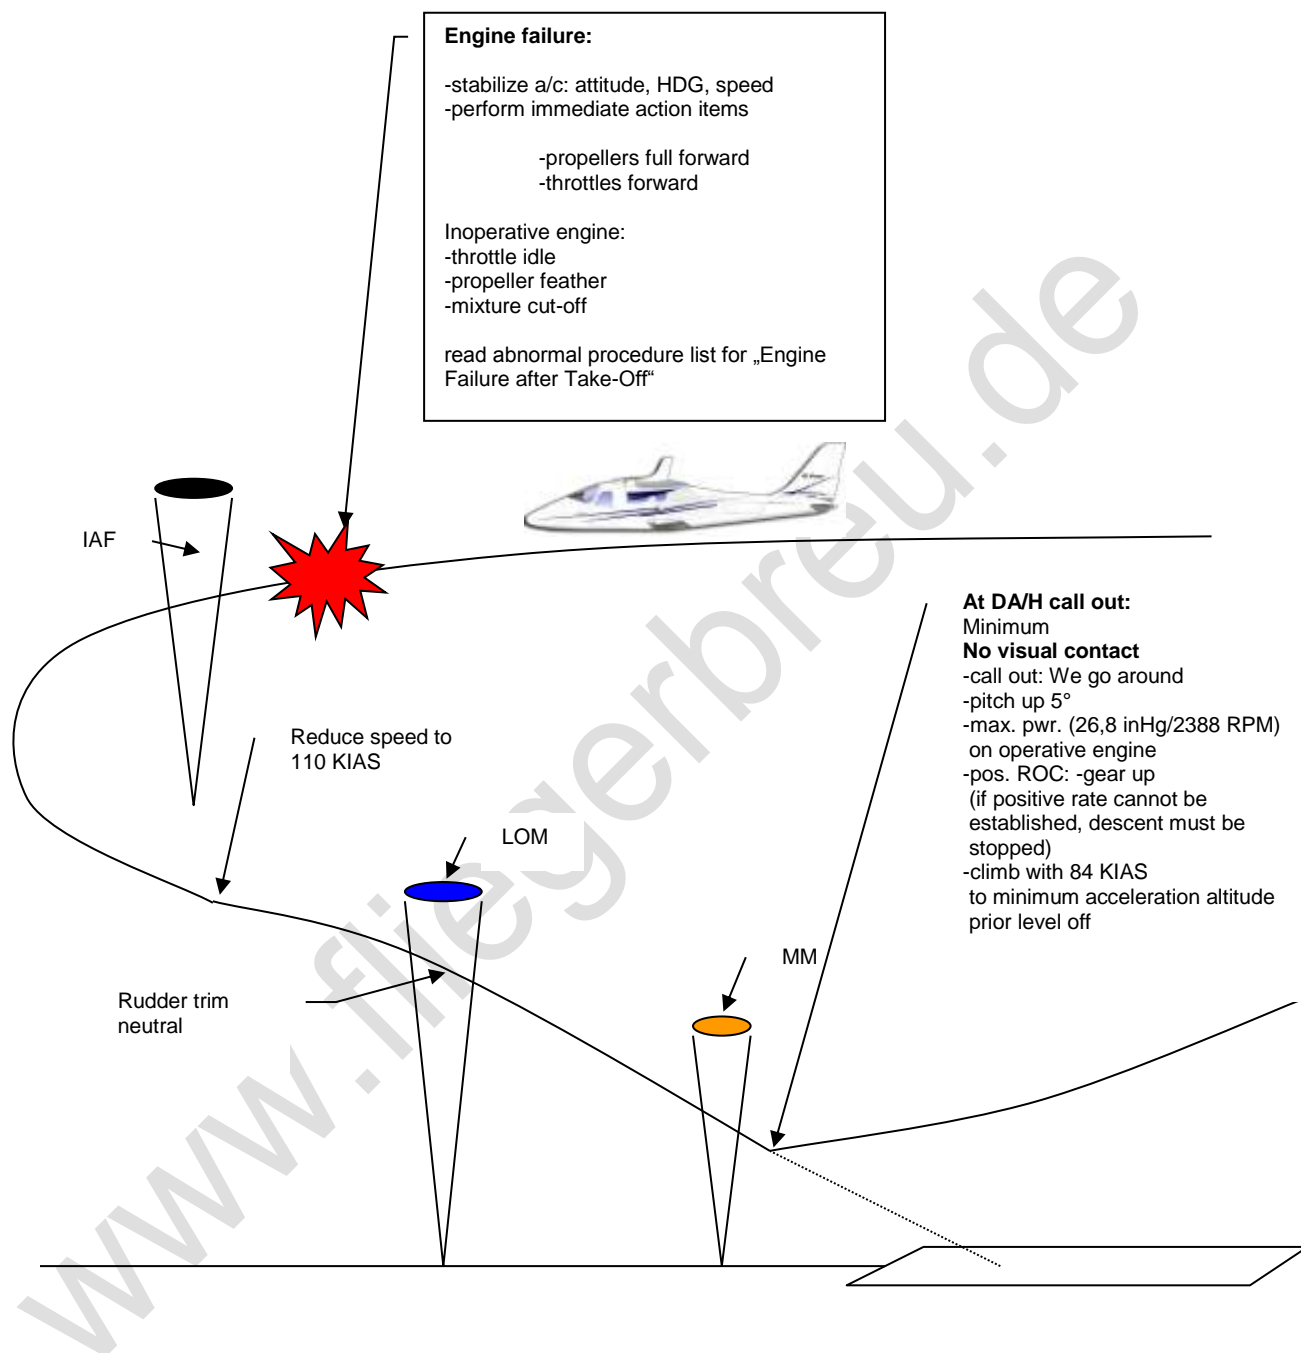 Engine failure:
-stabilize a/c: attitude, HDG, speed
-perform immediate action items
-propellers full forward
-throttles forward
Inoperative engine:
-throttle idle
-propeller feather
-mixture cut-off
read abnormal procedure list for „Engine
Failure after Take-Off“
IAF
At DA/H call out:
Minimum
No visual contact
-call out: We go around
-pitch up 5°
-max. pwr. (26,8 inHg/2388 RPM)
on operative engine
-pos. ROC: -gear up
(if positive rate cannot be
established, descent must be
stopped)
-climb with 84 KIAS
to minimum acceleration altitude
prior level off
Reduce speed to
110 KIAS
LOM
MM
Rudder trim
neutral
www.fliegerbreu.de